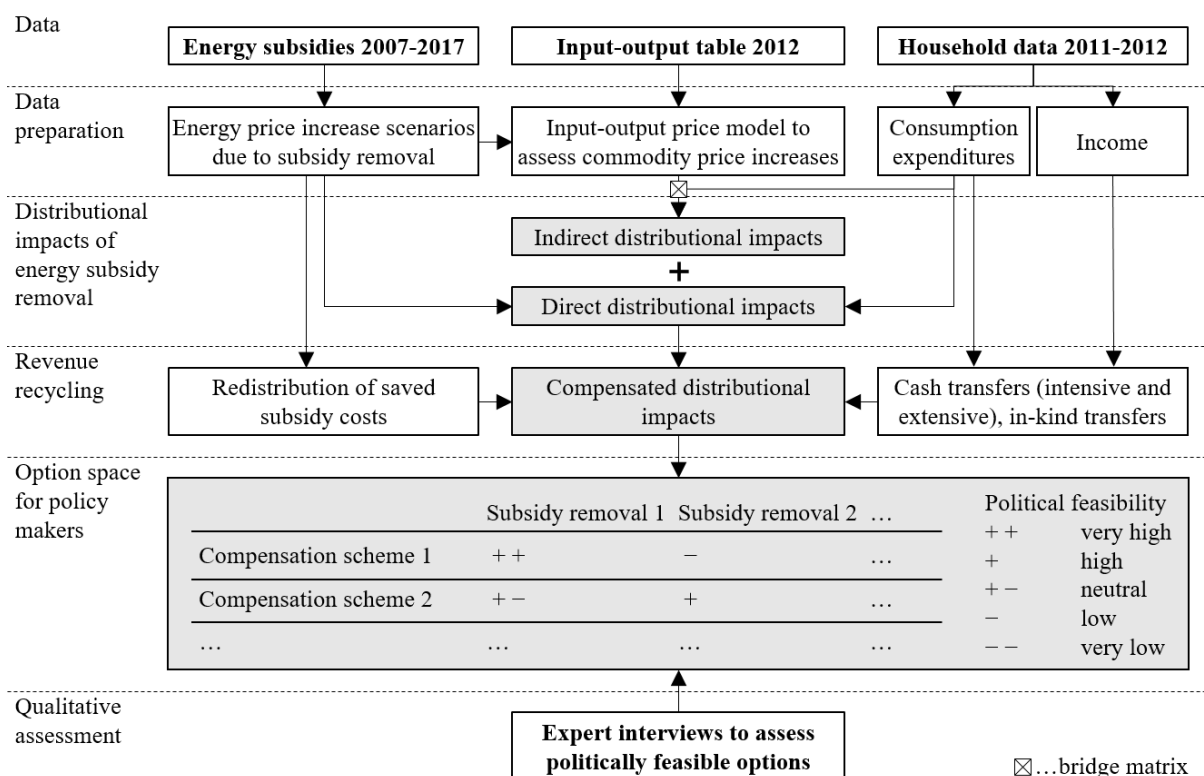 Data
Energy subsidies 2007-2017
Input-output table 2012
Household data 2011-2012
Data
preparation
Energy price increase scenarios
due to subsidy removal
Input-output price model to
assess commodity price increases
Consumption
expenditures
Income
Distributional
impacts of
energy subsidy
removal
Indirect distributional impacts
+
Direct distributional impacts
Revenue
recycling
Redistribution of saved
subsidy costs
Compensated distributional
impacts
Cash transfers (intensive and
extensive), in-kind transfers
Option space
for policy
makers
Subsidy removal 1 Subsidy removal 2 …
Compensation scheme 1 + + − …
Compensation scheme 2 + − + …
… … … …
Political feasibility
+ + very high
+ high
+ − neutral
− low
− − very low
Qualitative
assessment
Expert interviews to assess
politically feasible options
☒…bridge matrix